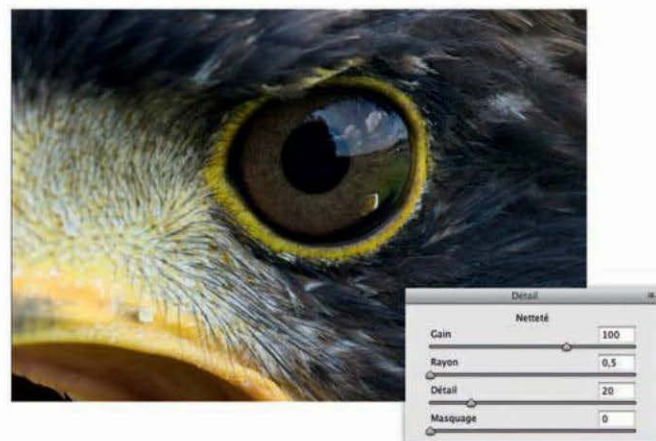 Détail
Netteté
Gain 100
Rayon 0,5
Détail 20
Masquage 0